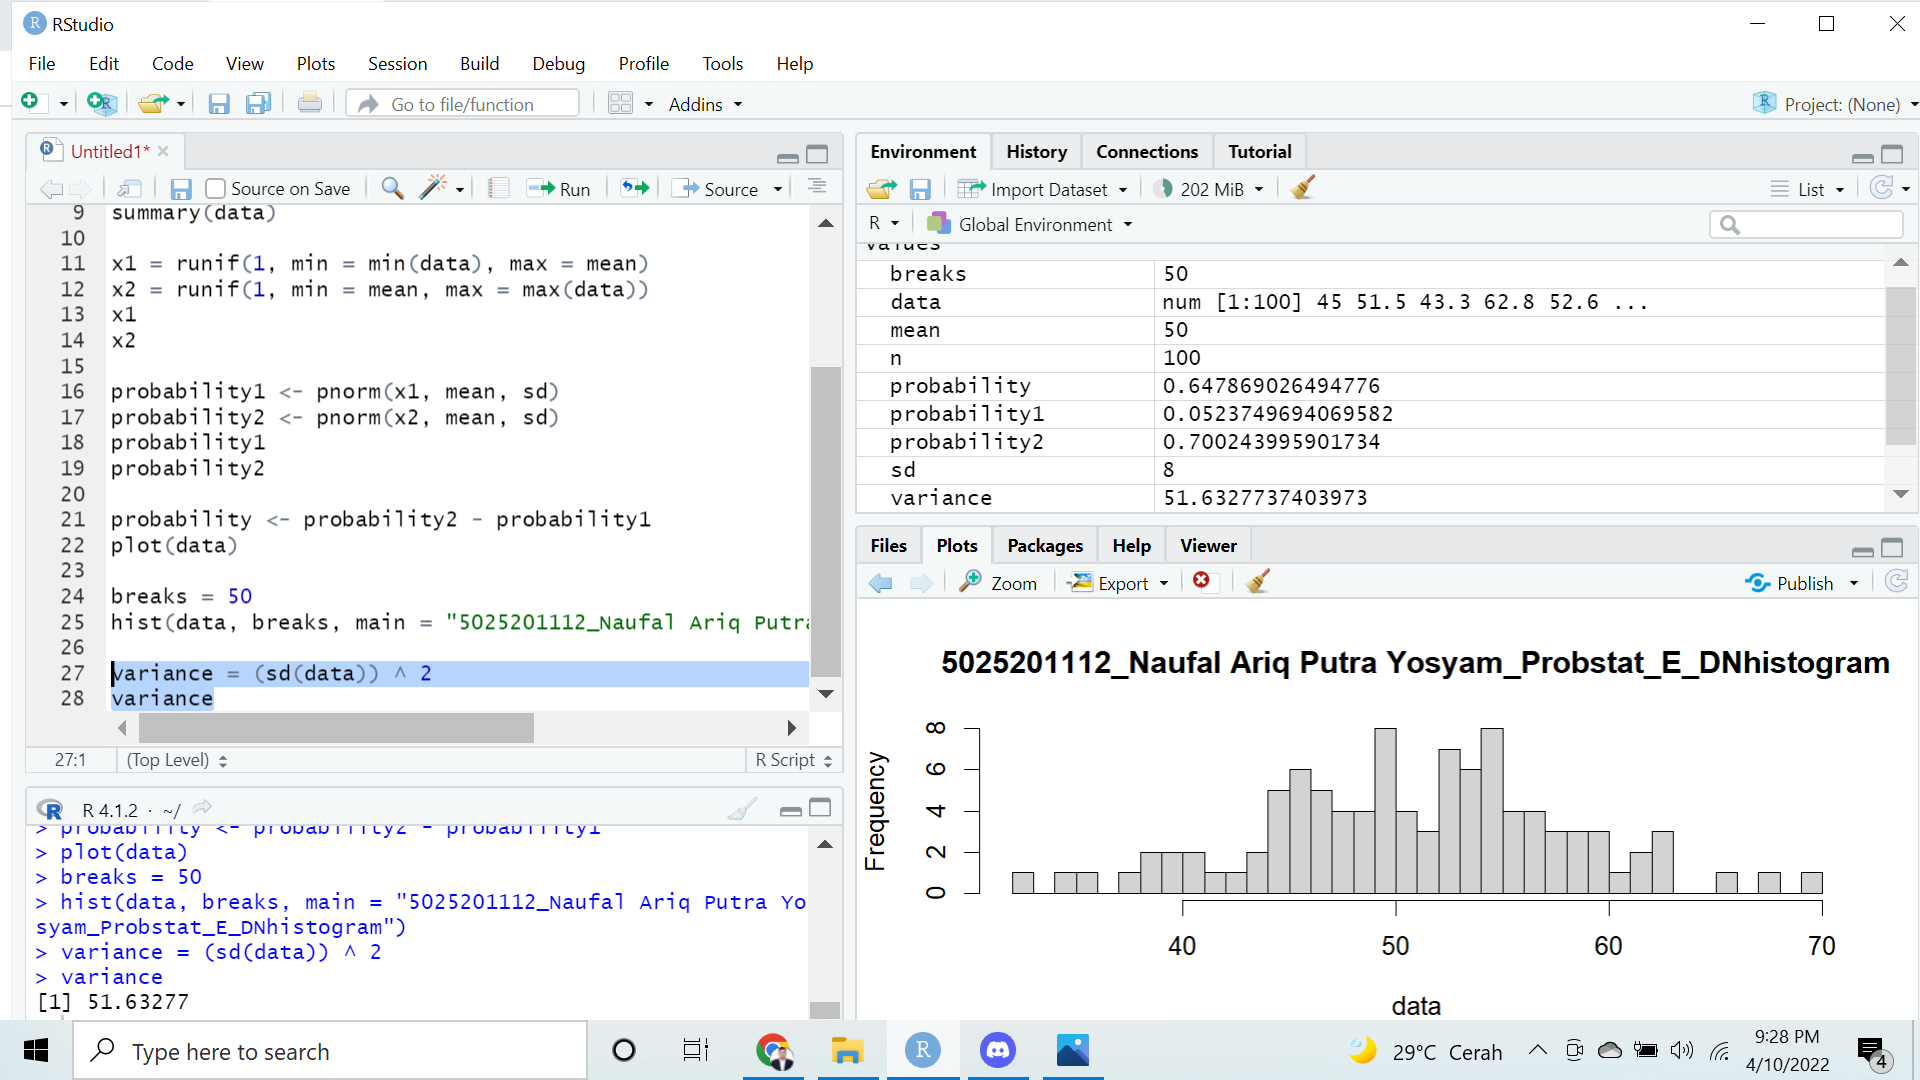 RStudio
File Edit Code View Plots Session Build Debug Profile Tools Help
Go to file/function Addins Project: (None)
Untitled1*
Source on Save Run Source
9 summary(data)
10
11 x1 = runif(1, min = min(data), max = mean)
12 x2 = runif(1, min = mean, max = max(data))
13 x1
14 x2
15
16 probability1 <- pnorm(x1, mean, sd)
17 probability2 <- pnorm(x2, mean, sd)
18 probability1
19 probability2
20
21 probability <- probability2 - probability1
22 plot(data)
23
24 breaks = 50
25 hist(data, breaks, main = "5025201112_Naufal Ariq Putra
26
27 variance = (sd(data)) ^ 2
28 variance
27:1 (Top Level) R Script
R 4.1.2 · ~/
> probability <- probability2 - probability1
> plot(data)
> breaks = 50
> hist(data, breaks, main = "5025201112_Naufal Ariq Putra Yo
syam_Probstat_E_DNhistogram")
> variance = (sd(data)) ^ 2
> variance
[1] 51.63277
Environment History Connections Tutorial
Import Dataset 202 MiB List
R Global Environment
Values
breaks 50
data num [1:100] 45 51.5 43.3 62.8 52.6 ...
mean 50
n 100
probability 0.647869026494776
probability1 0.0523749694069582
probability2 0.700243995901734
sd 8
variance 51.6327737403973
Files Plots Packages Help Viewer
Zoom Export Publish
5025201112_Naufal Ariq Putra Yosyam_Probstat_E_DNhistogram
Frequency
8
6
4
2
0
40 50 60 70
data
Type here to search
29°C Cerah
9:28 PM
4/10/2022
4